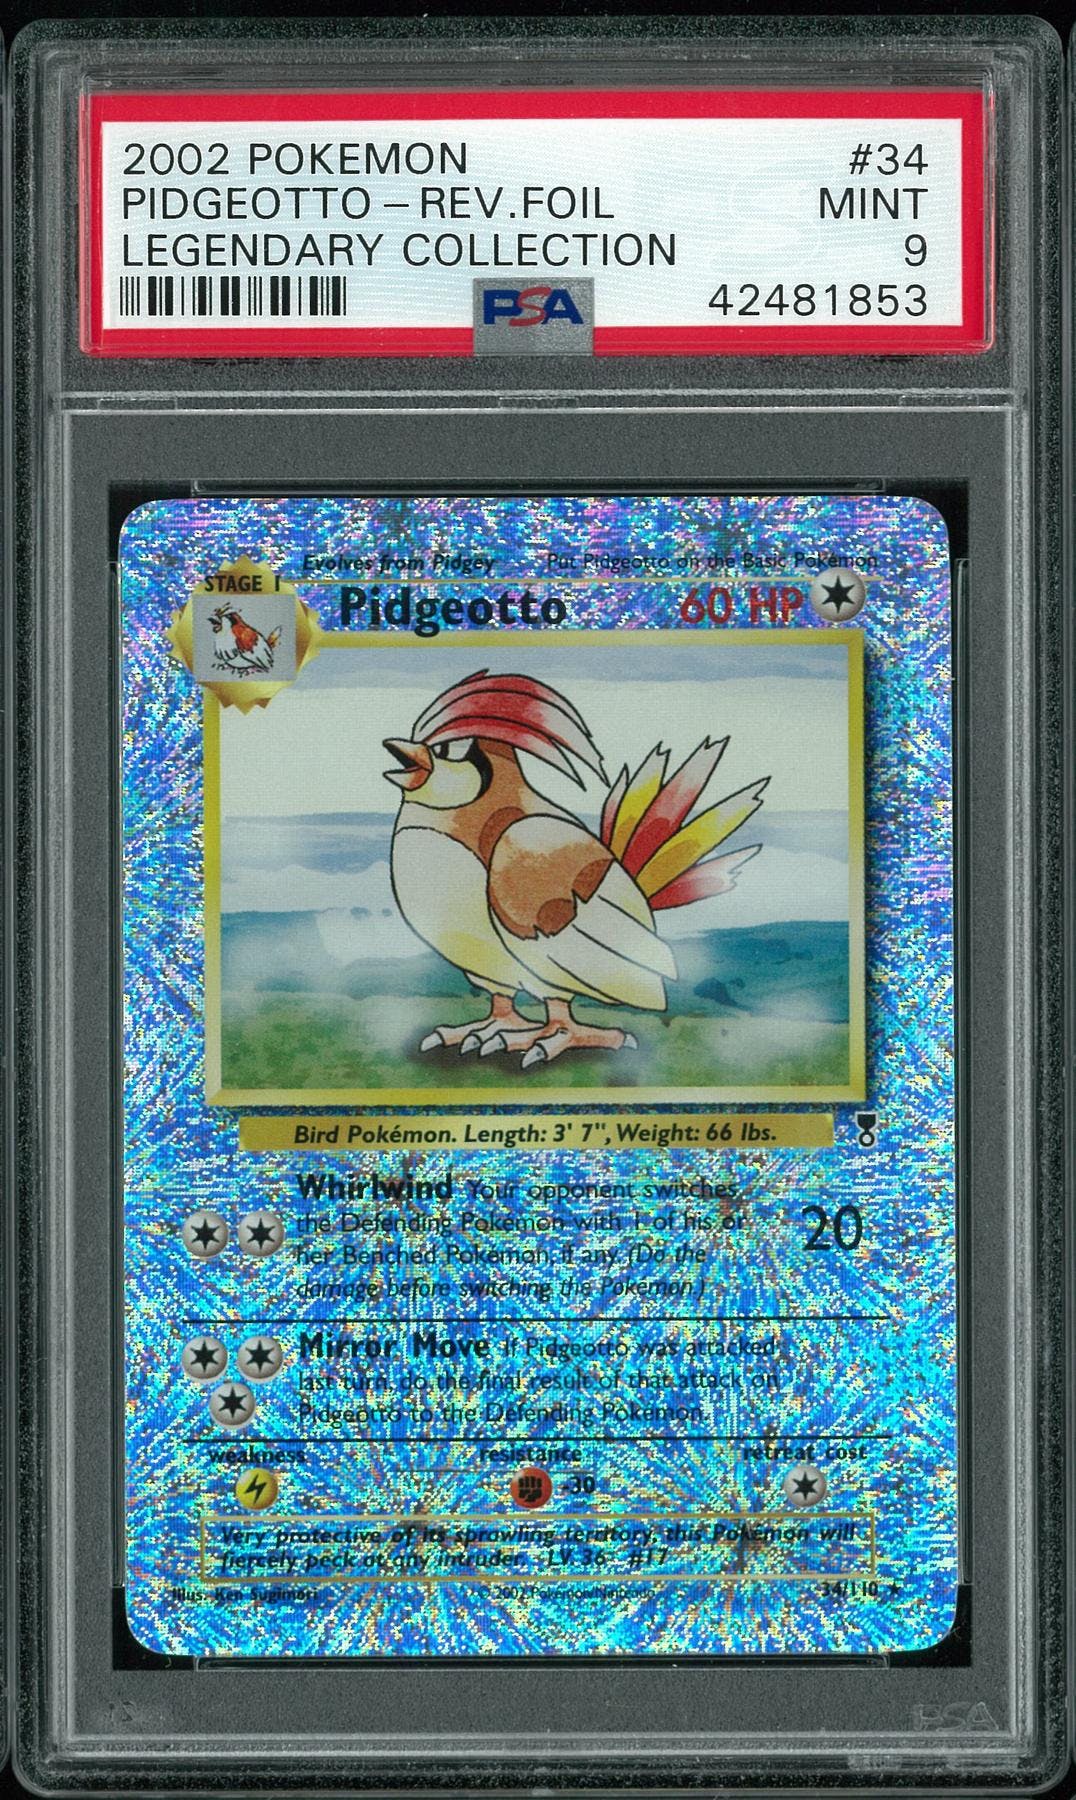 2002 POKEMON #34
PIDGEOTTO – REV.FOIL MINT
LEGENDARY COLLECTION 9
PSA 42481853
Evolves from Pidgey Put Pidgeotto on the Basic Pokémon
STAGE 1
Pidgeotto 60 HP
Bird Pokémon. Length: 3' 7", Weight: 66 lbs.
Whirlwind Your opponent switches
the Defending Pokémon with 1 of his or 20
her Benched Pokémon, if any. (Do the
damage before switching the Pokémon.)
Mirror Move If Pidgeotto was attacked
last turn, do the final result of that attack on
Pidgeotto to the Defending Pokémon.
weakness resistance retreat cost
-30
Very protective of its sprawling territory, this Pokémon will
fiercely peck at any intruder. LV. 36 #17
Illus. Ken Sugimori © 2002 Pokémon/Nintendo 34/110 ★
PSA